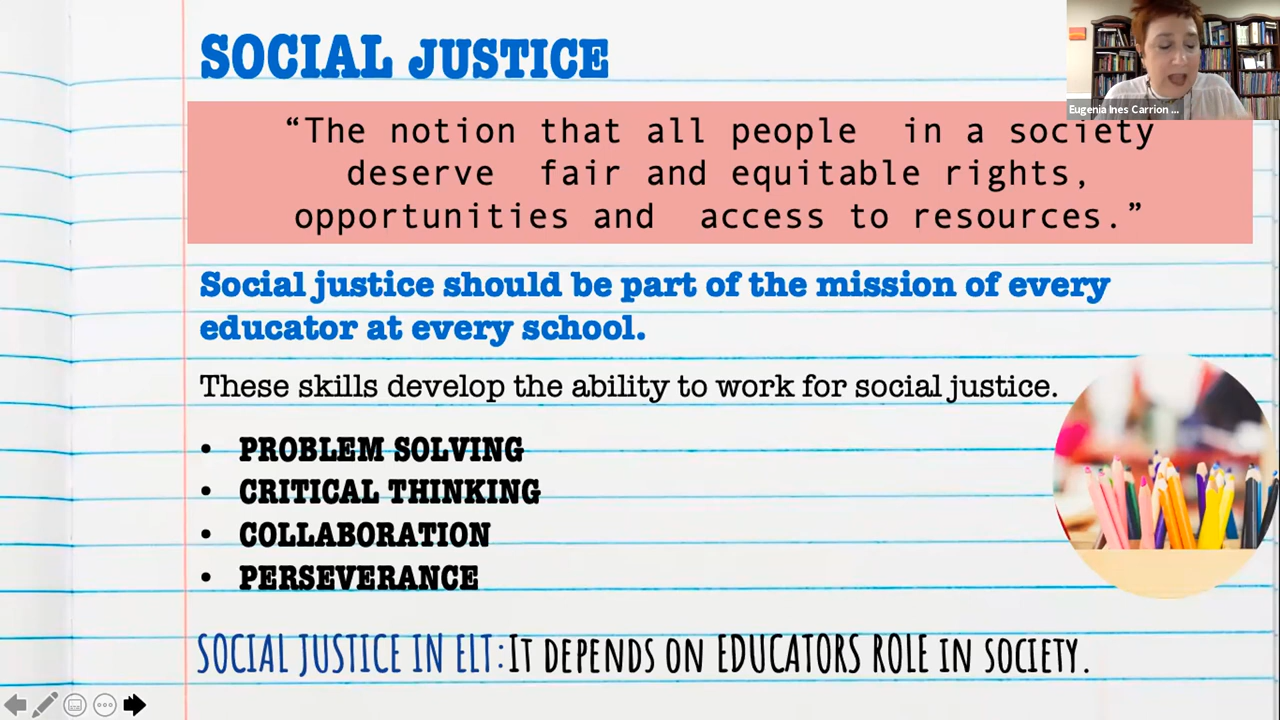 SOCIAL JUSTICE
Eugenia Ines Carrion ...
“The notion that all people in a society
deserve fair and equitable rights,
opportunities and access to resources.”
Social justice should be part of the mission of every
educator at every school.
These skills develop the ability to work for social justice.
• PROBLEM SOLVING
• CRITICAL THINKING
• COLLABORATION
• PERSEVERANCE
SOCIAL JUSTICE IN ELT: IT DEPENDS ON EDUCATORS ROLE IN SOCIETY.